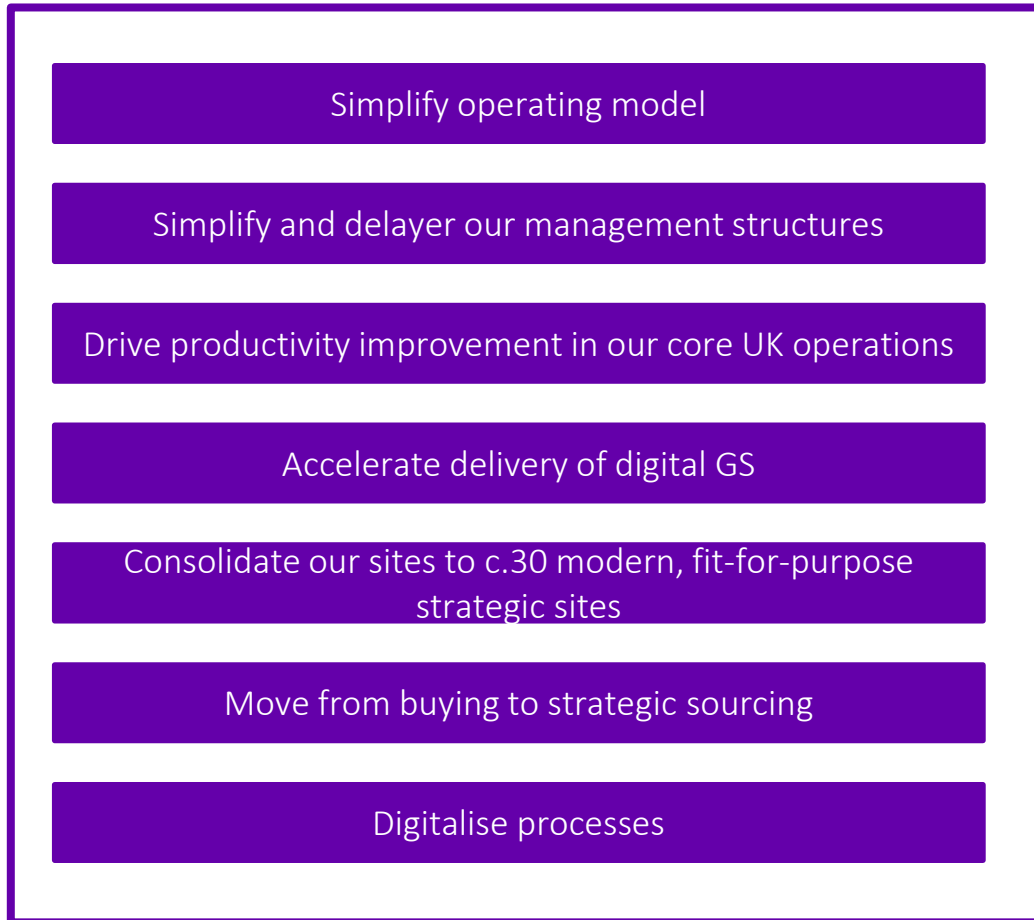 Simplify operating model
Simplify and delayer our management structures
Drive productivity improvement in our core UK operations
Accelerate delivery of digital GS
Consolidate our sites to c.30 modern, fit-for-purpose
strategic sites
Move from buying to strategic sourcing
Digitalise processes